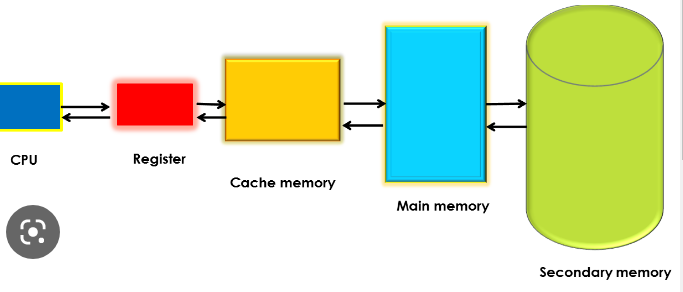 CPU
Register
Cache memory
Main memory
Secondary memory